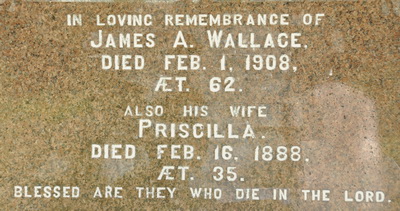 IN LOVING REMEMBRANCE OF
JAMES A. WALLACE,
DIED FEB. 1, 1908,
ÆT. 62.
ALSO HIS WIFE
PRISCILLA.
DIED FEB. 16, 1888,
ÆT. 35.
BLESSED ARE THEY WHO DIE IN THE LORD.